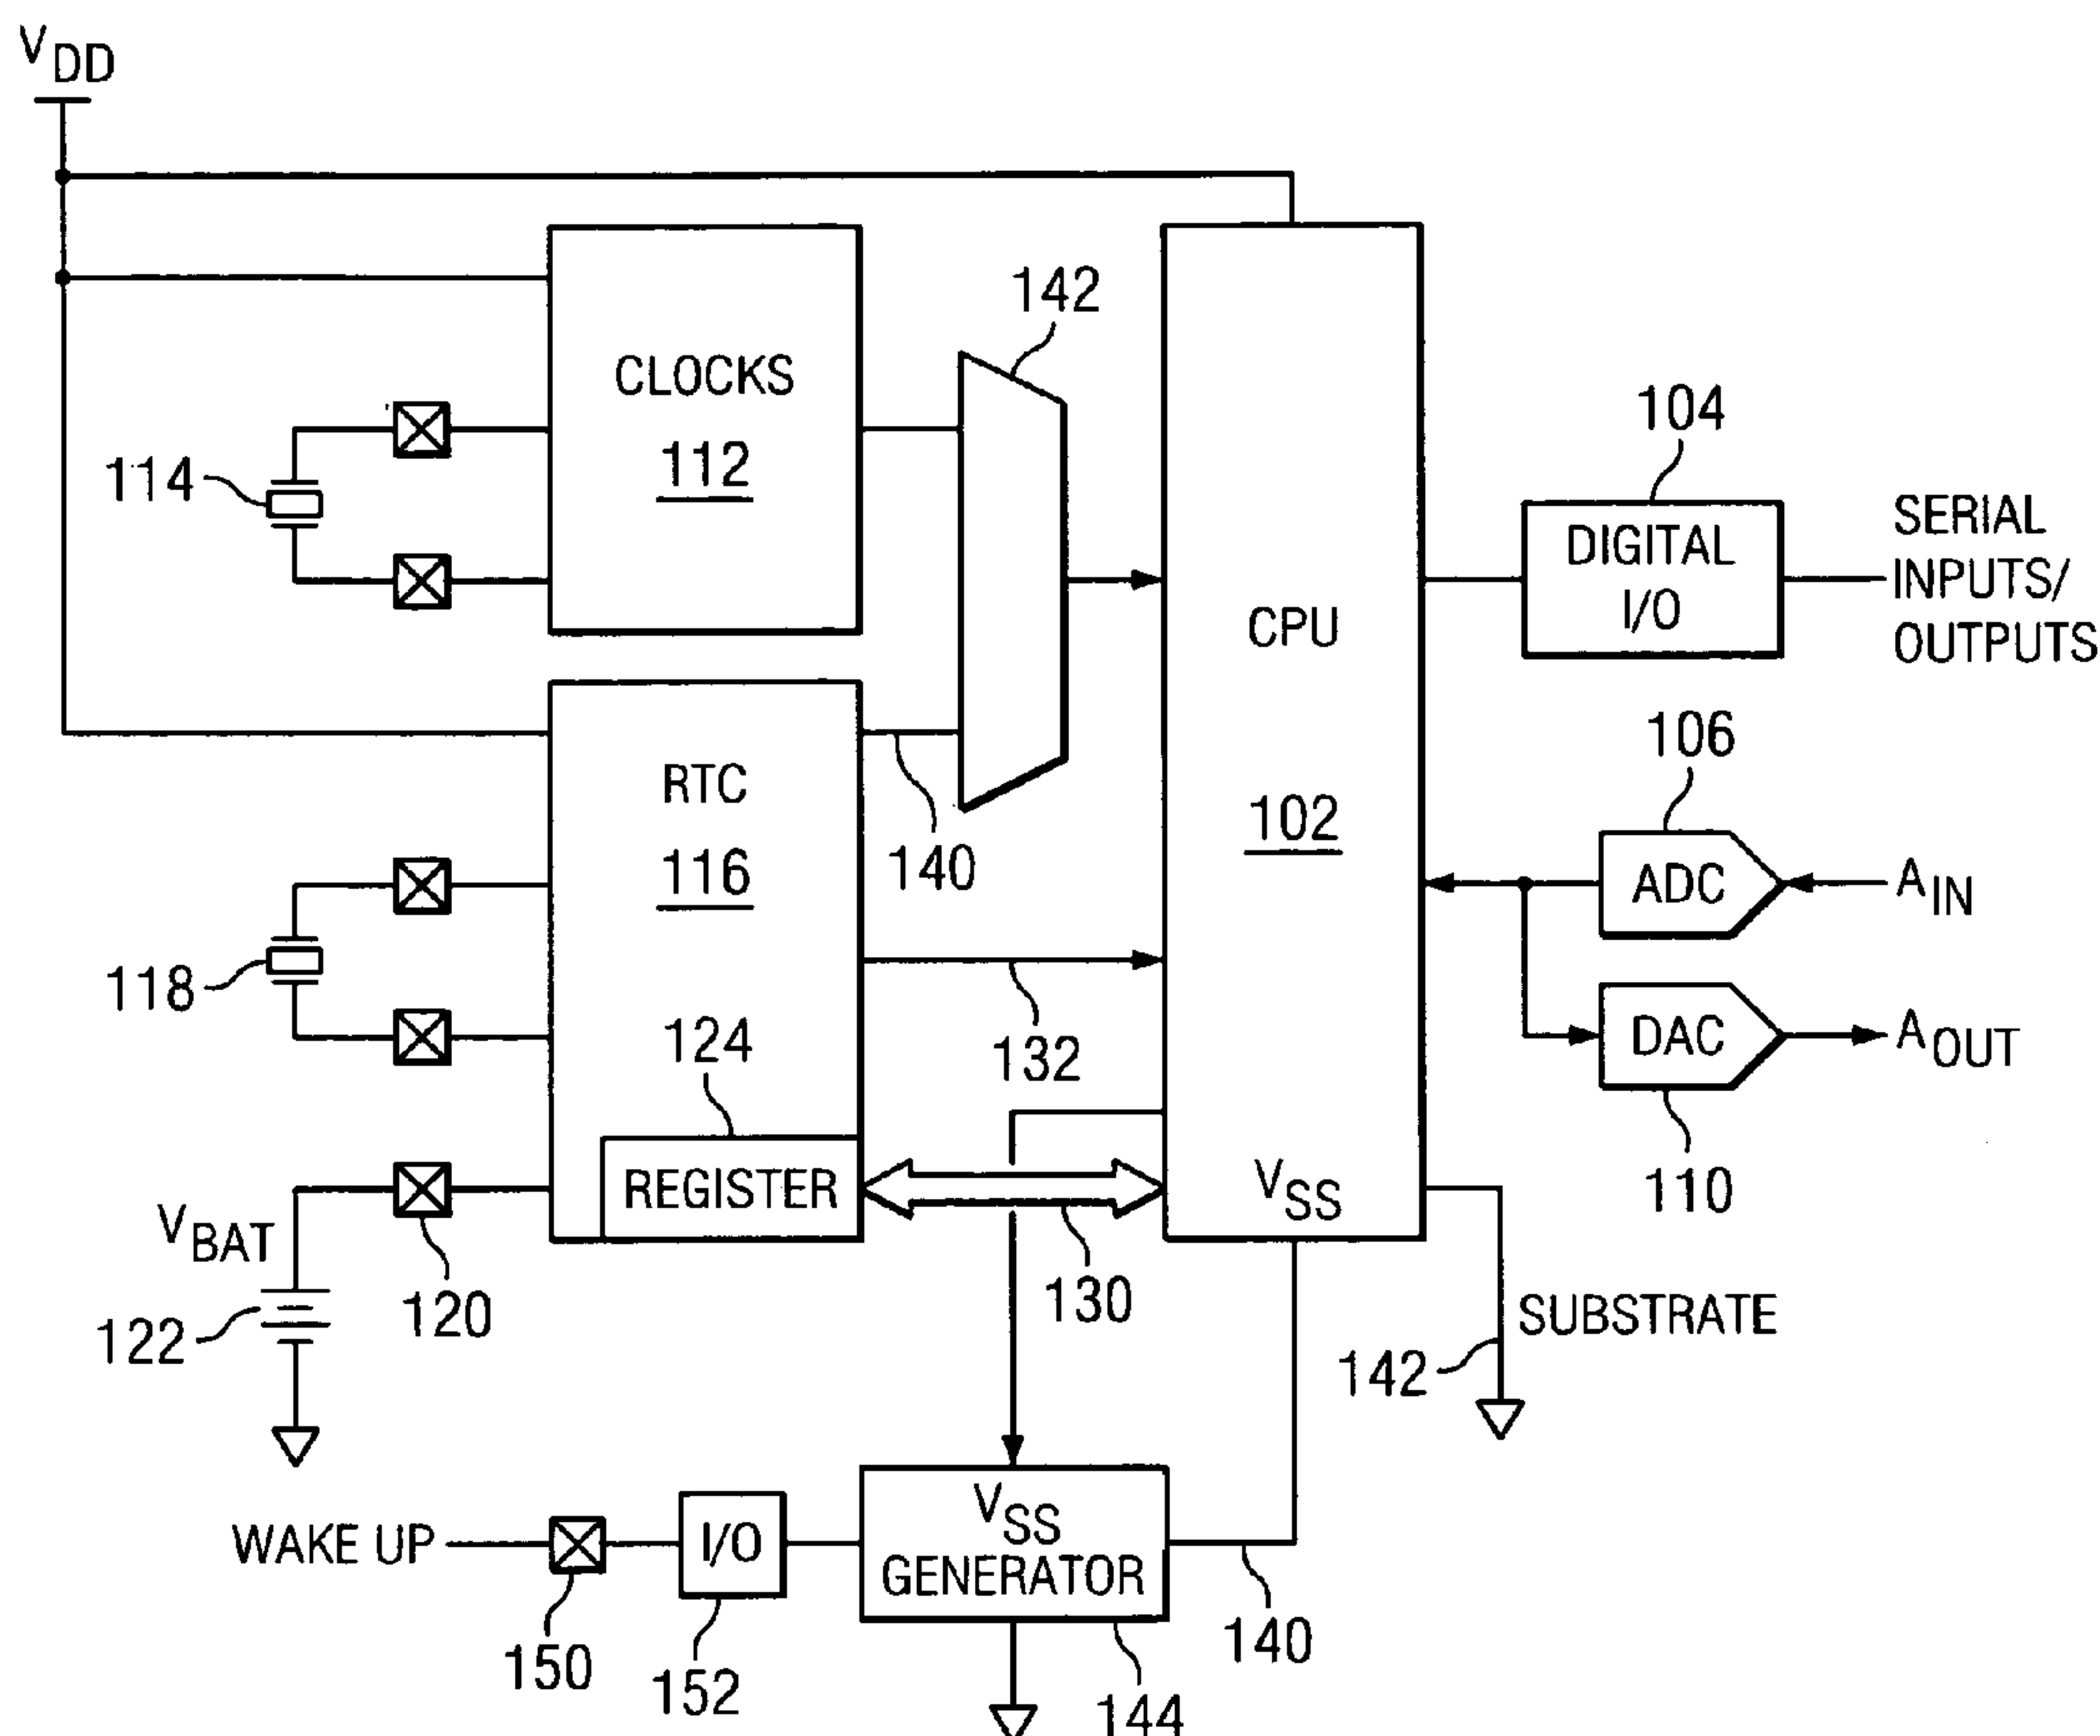 VDD
142
CLOCKS
112
114
104
DIGITAL
I/O
SERIAL
INPUTS/
OUTPUTS
CPU
102
RTC
116
140
106
ADC
AIN
118
132
124
REGISTER
DAC
AOUT
110
VSS
VBAT
122
120
130
SUBSTRATE
142
WAKE UP
150
I/O
152
VSS
GENERATOR
140
144